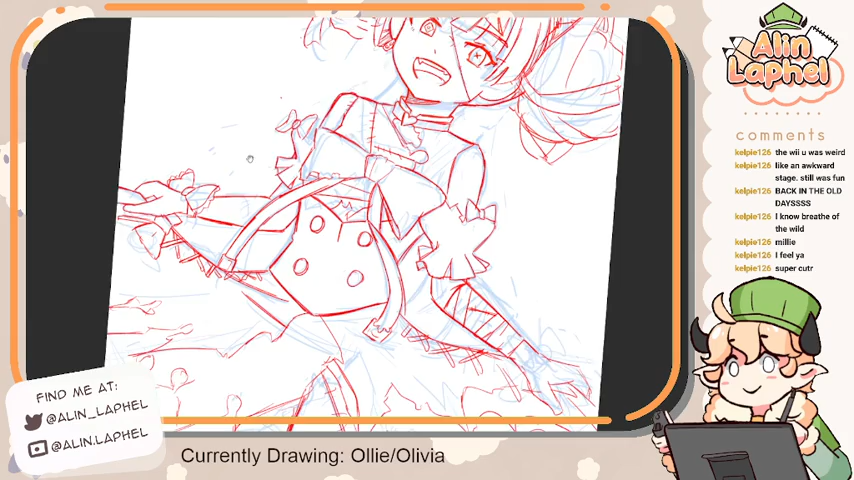 Alin
Laphel
comments
kelpie126 the wii u was weird
kelpie126 like an awkward
stage. still was fun
kelpie126 BACK IN THE OLD
DAYSSSS
kelpie126 I know breathe of
the wild
kelpie126 millie
kelpie126 I feel ya
kelpie126 super cutr
FIND ME AT:
@ALIN_LAPHEL
@ALIN.LAPHEL
Currently Drawing: Ollie/Olivia